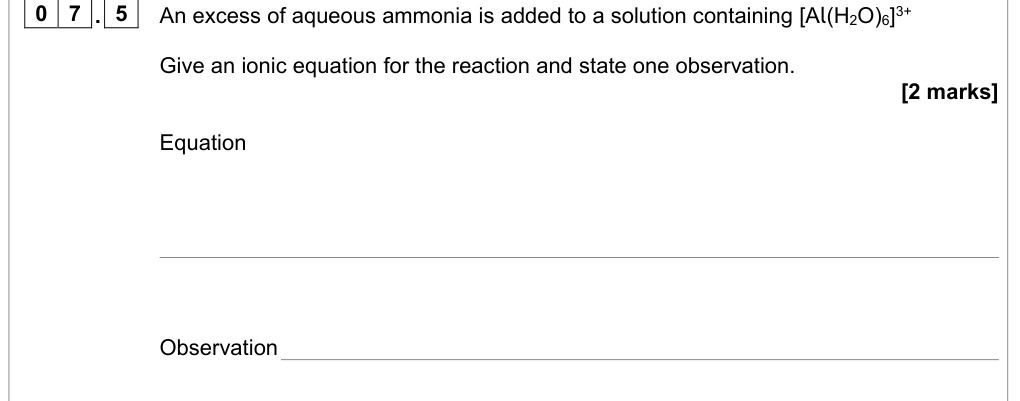 0 7 . 5 An excess of aqueous ammonia is added to a solution containing [Al(H₂O)₆]³⁺
Give an ionic equation for the reaction and state one observation.
[2 marks]
Equation
Observation